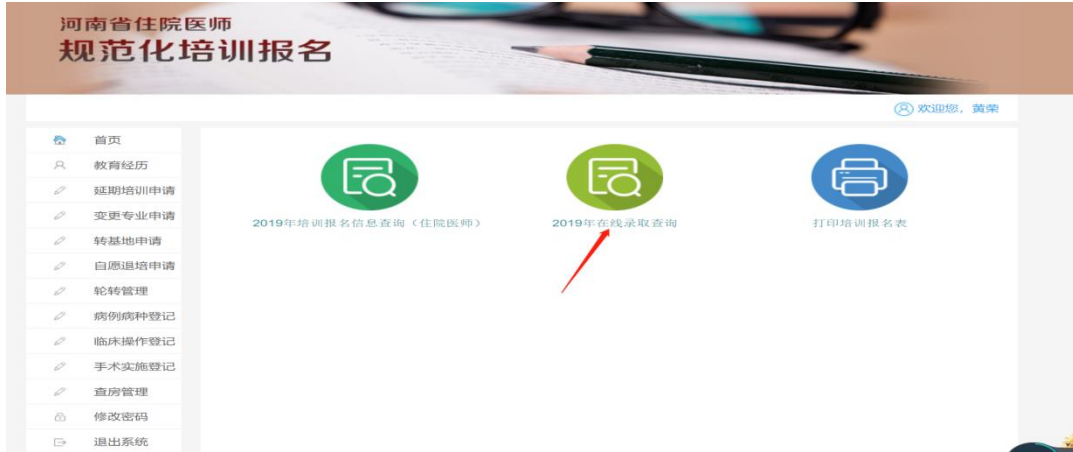 河南省住院医师
规范化培训报名
欢迎您，黄荣
首页
教育经历
延期培训申请
变更专业申请
转基地申请
自愿退培申请
轮转管理
病例病种登记
临床操作登记
手术实施登记
查房管理
修改密码
退出系统
2019年培训报名信息查询（住院医师）
2019年在线录取查询
打印培训报名表